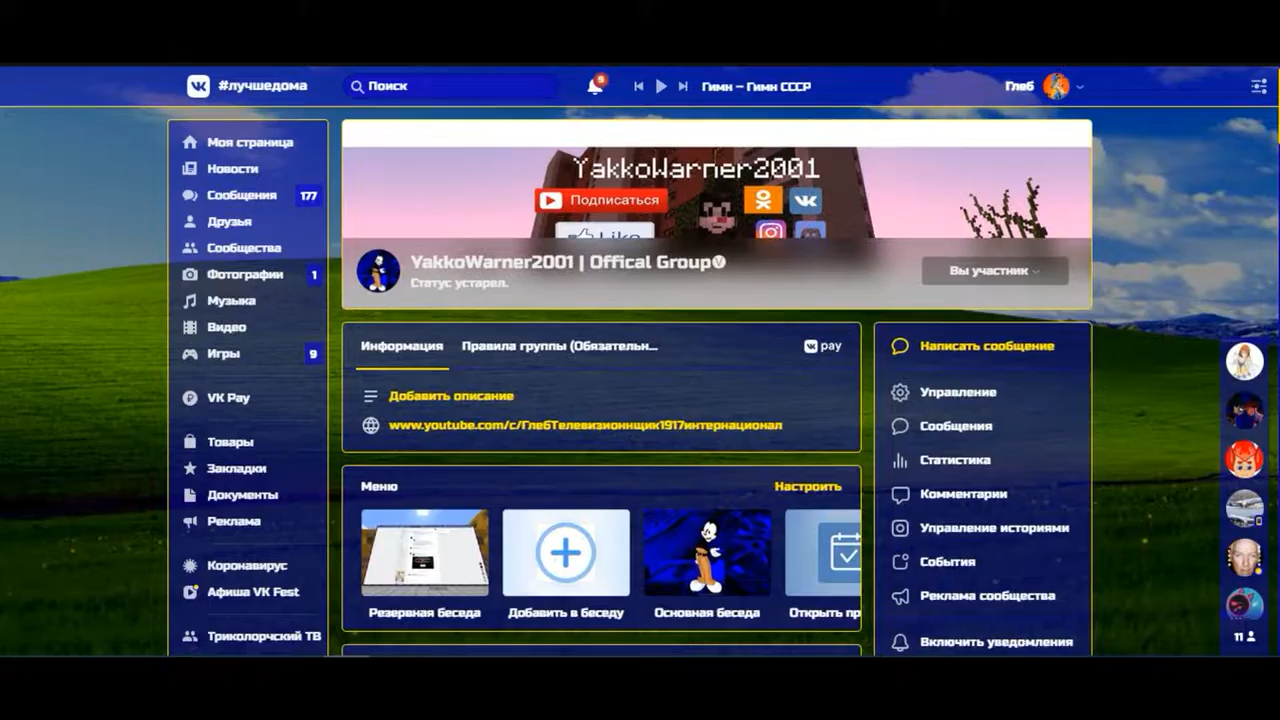 #лучшедома
Поиск
9
Гимн – Гимн СССР
Глеб
Моя страница
Новости
Сообщения 177
Друзья
Сообщества
Фотографии 1
Музыка
Видео
Игры 9
VK Pay
Товары
Закладки
Документы
Реклама
Коронавирус
Афиша VK Fest
Триколорчский ТВ
YakkoWarner2001
Подписаться
Like
YakkoWarner2001 | Offical Group
Статус устарел.
Вы участник
Информация
Правила группы (Обязательн...
pay
Добавить описание
www.youtube.com/c/ГлебТелевизионнщик1917интернационал
Меню
Настроить
Резервная беседа
Добавить в беседу
Основная беседа
Открыть пр
Написать сообщение
Управление
Сообщения
Статистика
Комментарии
Управление историями
События
Реклама сообщества
Включить уведомления
11